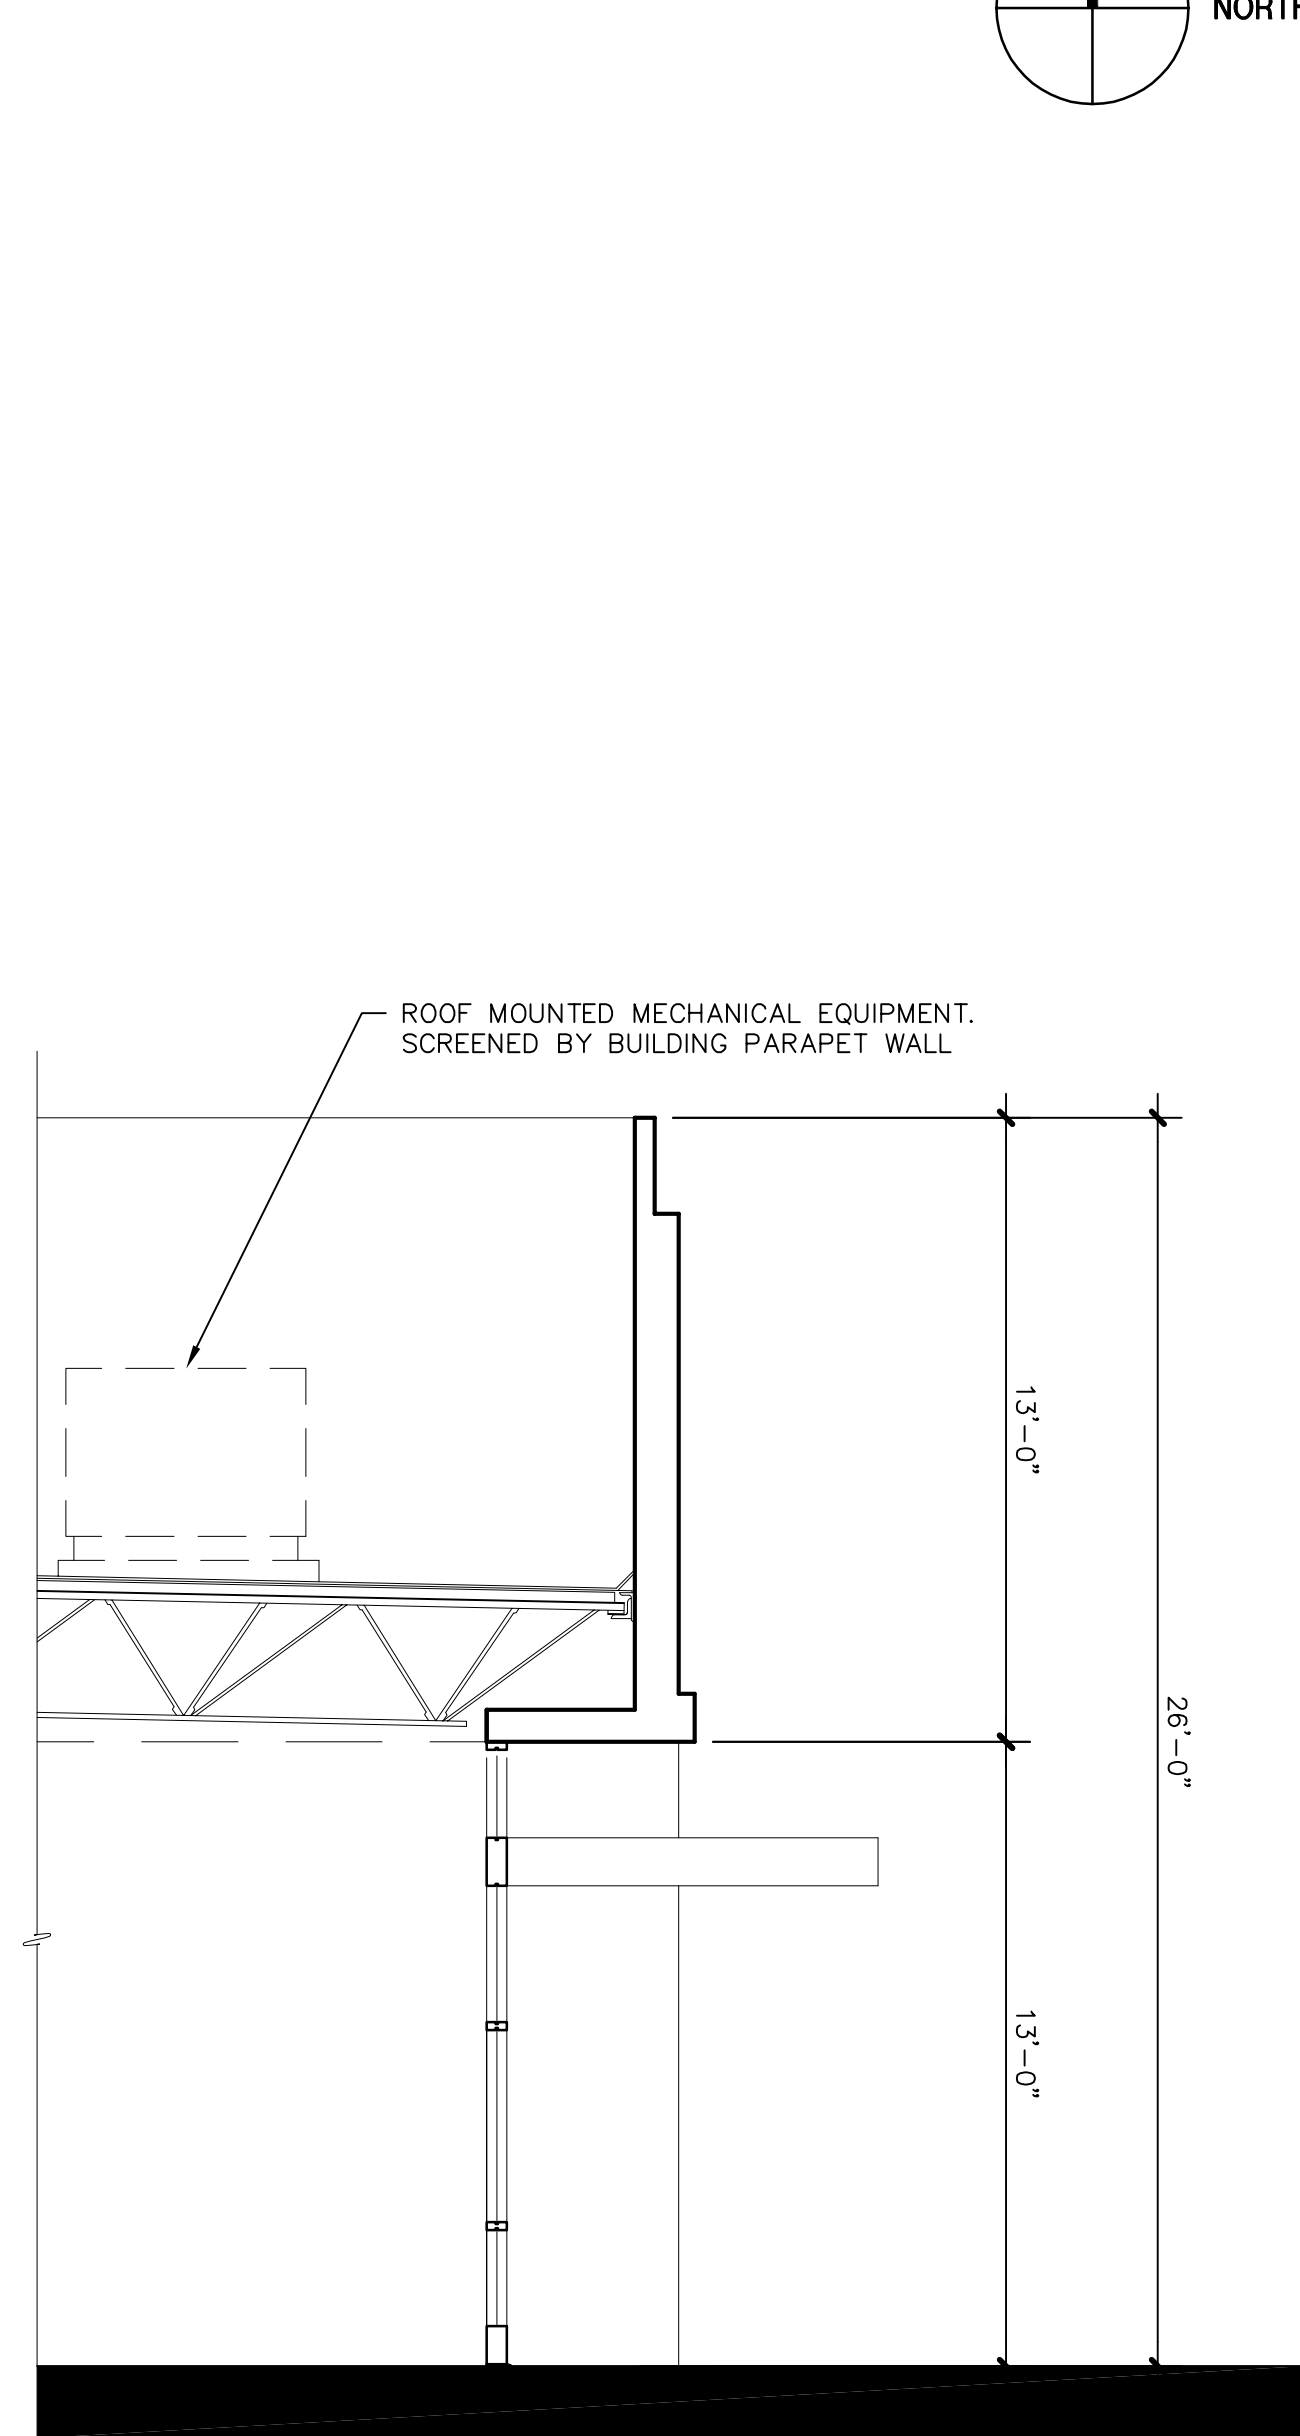 NORTH
ROOF MOUNTED MECHANICAL EQUIPMENT.
SCREENED BY BUILDING PARAPET WALL
13'-0"
26'-0"
13'-0"